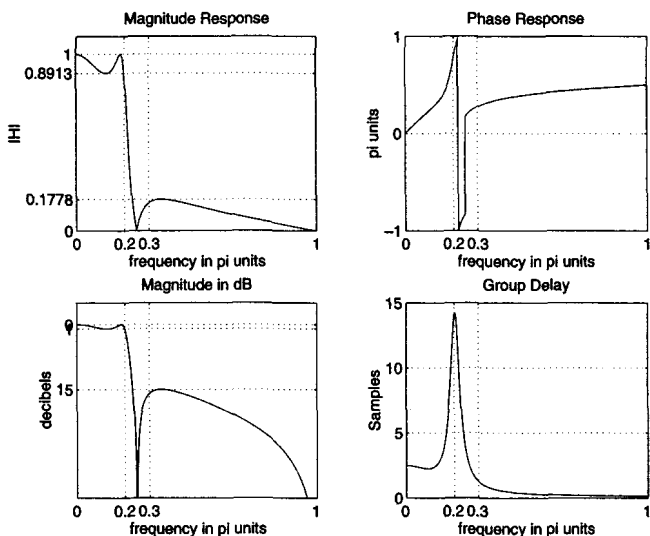 Magnitude Response
1
0.8913
|H|
0.1778
0
0
0.2
0.3
1
frequency in pi units
Phase Response
1
pi units
0
−1
0
0.2
0.3
1
frequency in pi units
Magnitude in dB
0
1
decibels
15
0
0.2
0.3
1
frequency in pi units
Group Delay
15
10
Samples
5
0
0
0.2
0.3
1
frequency in pi units